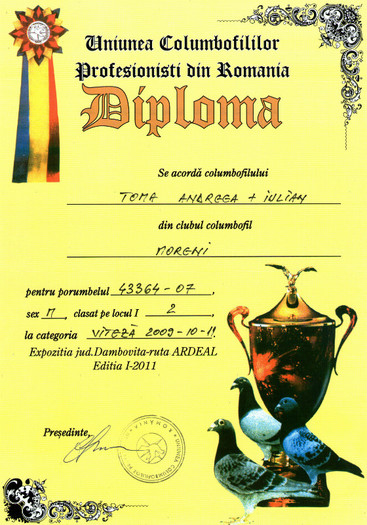 Uniunea Columbofililor
Profesionisti din Romania
Diploma
Se acordă columbofilului
TOMA ANDREEA + IULIAN
din clubul columbofil
MORENI
pentru porumbelul 43364-07,
sex M, clasat pe locul I 2,
la categoria VITEZĂ 2009-10-11.
Expozitia jud.Dambovita-ruta ARDEAL
Editia I-2011
Președinte,